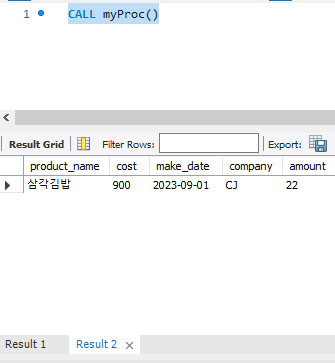 1 CALL myProc()
Result Grid Filter Rows: Export:
product_name cost make_date company amount
삼각김밥 900 2023-09-01 CJ 22
Result 1 Result 2 ×